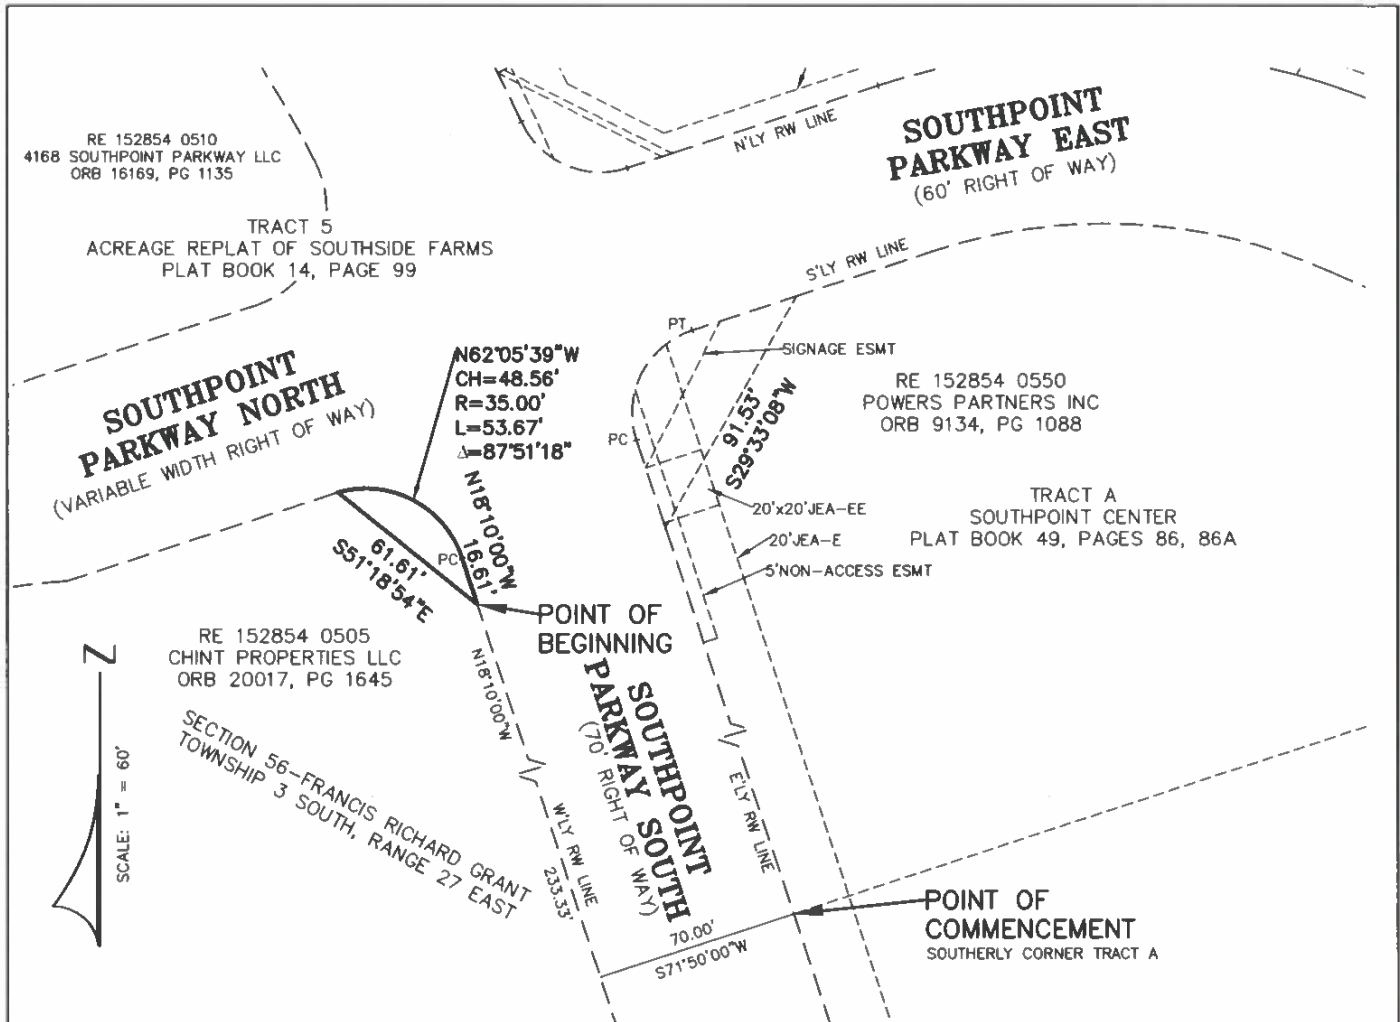 RE 152854 0510
4168 SOUTHPOINT PARKWAY LLC
ORB 16169, PG 1135
TRACT 5
ACREAGE REPLAT OF SOUTHSIDE FARMS
PLAT BOOK 14, PAGE 99
N'LY RW LINE
SOUTHPOINT
PARKWAY EAST
(60' RIGHT OF WAY)
S'LY RW LINE
PT
SIGNAGE ESMT
SOUTHPOINT
PARKWAY NORTH
(VARIABLE WIDTH RIGHT OF WAY)
N62°05'39"W
CH=48.56'
R=35.00'
L=53.67'
Δ=87°51'18"
RE 152854 0550
POWERS PARTNERS INC
ORB 9134, PG 1088
PC
91.53'
S29°33'08"W
N18°10'00"W
16.61'
PC
61.61'
S51°18'54"E
20'x20'JEA-EE
20'JEA-E
5'NON-ACCESS ESMT
TRACT A
SOUTHPOINT CENTER
PLAT BOOK 49, PAGES 86, 86A
POINT OF
BEGINNING
RE 152854 0505
CHINT PROPERTIES LLC
ORB 20017, PG 1645
N
SCALE: 1" = 60'
N18°10'00"W
SOUTHPOINT
PARKWAY SOUTH
(70' RIGHT OF WAY)
SECTION 56-FRANCIS RICHARD GRANT
TOWNSHIP 3 SOUTH, RANGE 27 EAST
W'LY RW LINE
233.33'
E'LY RW LINE
70.00'
S71°50'00"W
POINT OF
COMMENCEMENT
SOUTHERLY CORNER TRACT A